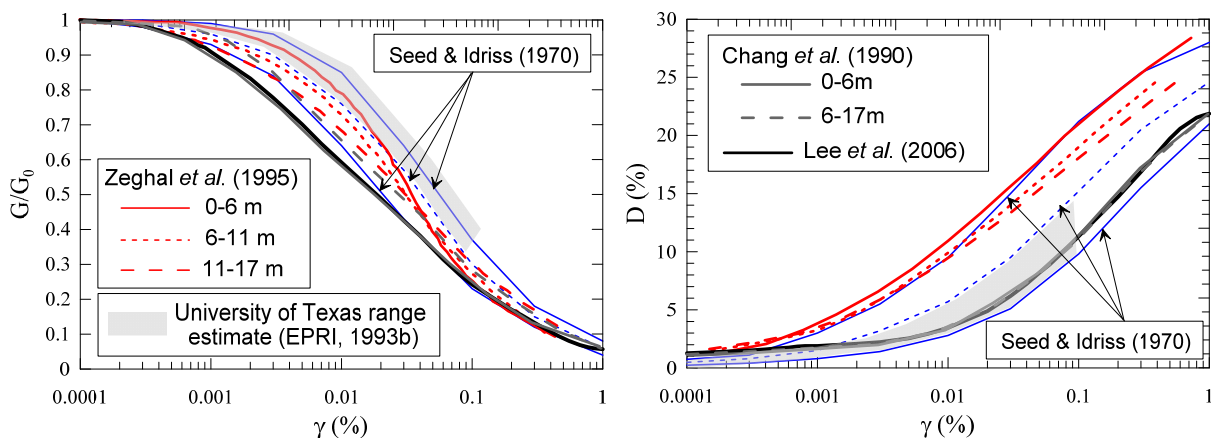 1
0.9
0.8
0.7
0.6
0.5
0.4
0.3
0.2
0.1
0
G/G0
Seed & Idriss (1970)
Zeghal et al. (1995)
0-6 m
6-11 m
11-17 m
University of Texas range
estimate (EPRI, 1993b)
0.0001
0.001
0.01
0.1
1
γ (%)
30
25
20
15
10
5
0
D (%)
Chang et al. (1990)
0-6m
6-17m
Lee et al. (2006)
Seed & Idriss (1970)
0.0001
0.001
0.01
0.1
1
γ (%)